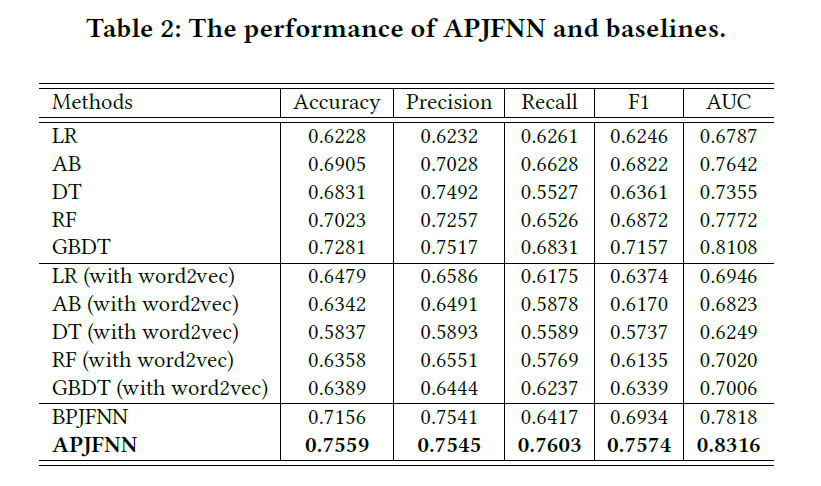 Table 2: The performance of APJFNN and baselines.
Methods Accuracy Precision Recall F1 AUC
LR 0.6228 0.6232 0.6261 0.6246 0.6787
AB 0.6905 0.7028 0.6628 0.6822 0.7642
DT 0.6831 0.7492 0.5527 0.6361 0.7355
RF 0.7023 0.7257 0.6526 0.6872 0.7772
GBDT 0.7281 0.7517 0.6831 0.7157 0.8108
LR (with word2vec) 0.6479 0.6586 0.6175 0.6374 0.6946
AB (with word2vec) 0.6342 0.6491 0.5878 0.6170 0.6823
DT (with word2vec) 0.5837 0.5893 0.5589 0.5737 0.6249
RF (with word2vec) 0.6358 0.6551 0.5769 0.6135 0.7020
GBDT (with word2vec) 0.6389 0.6444 0.6237 0.6339 0.7006
BPJFNN 0.7156 0.7541 0.6417 0.6934 0.7818
APJFNN 0.7559 0.7545 0.7603 0.7574 0.8316